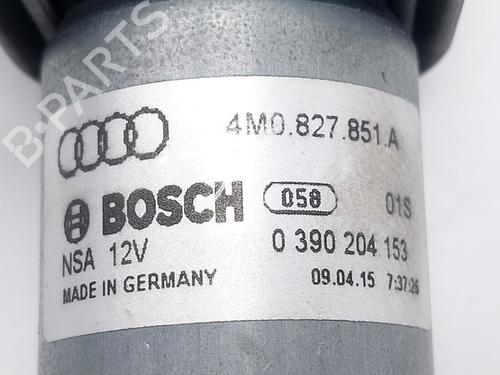 B-PARTS
4M0.827.851.A
BOSCH 058 01S
NSA 12V 0 390 204 153
MADE IN GERMANY 09.04.15 7:37:26